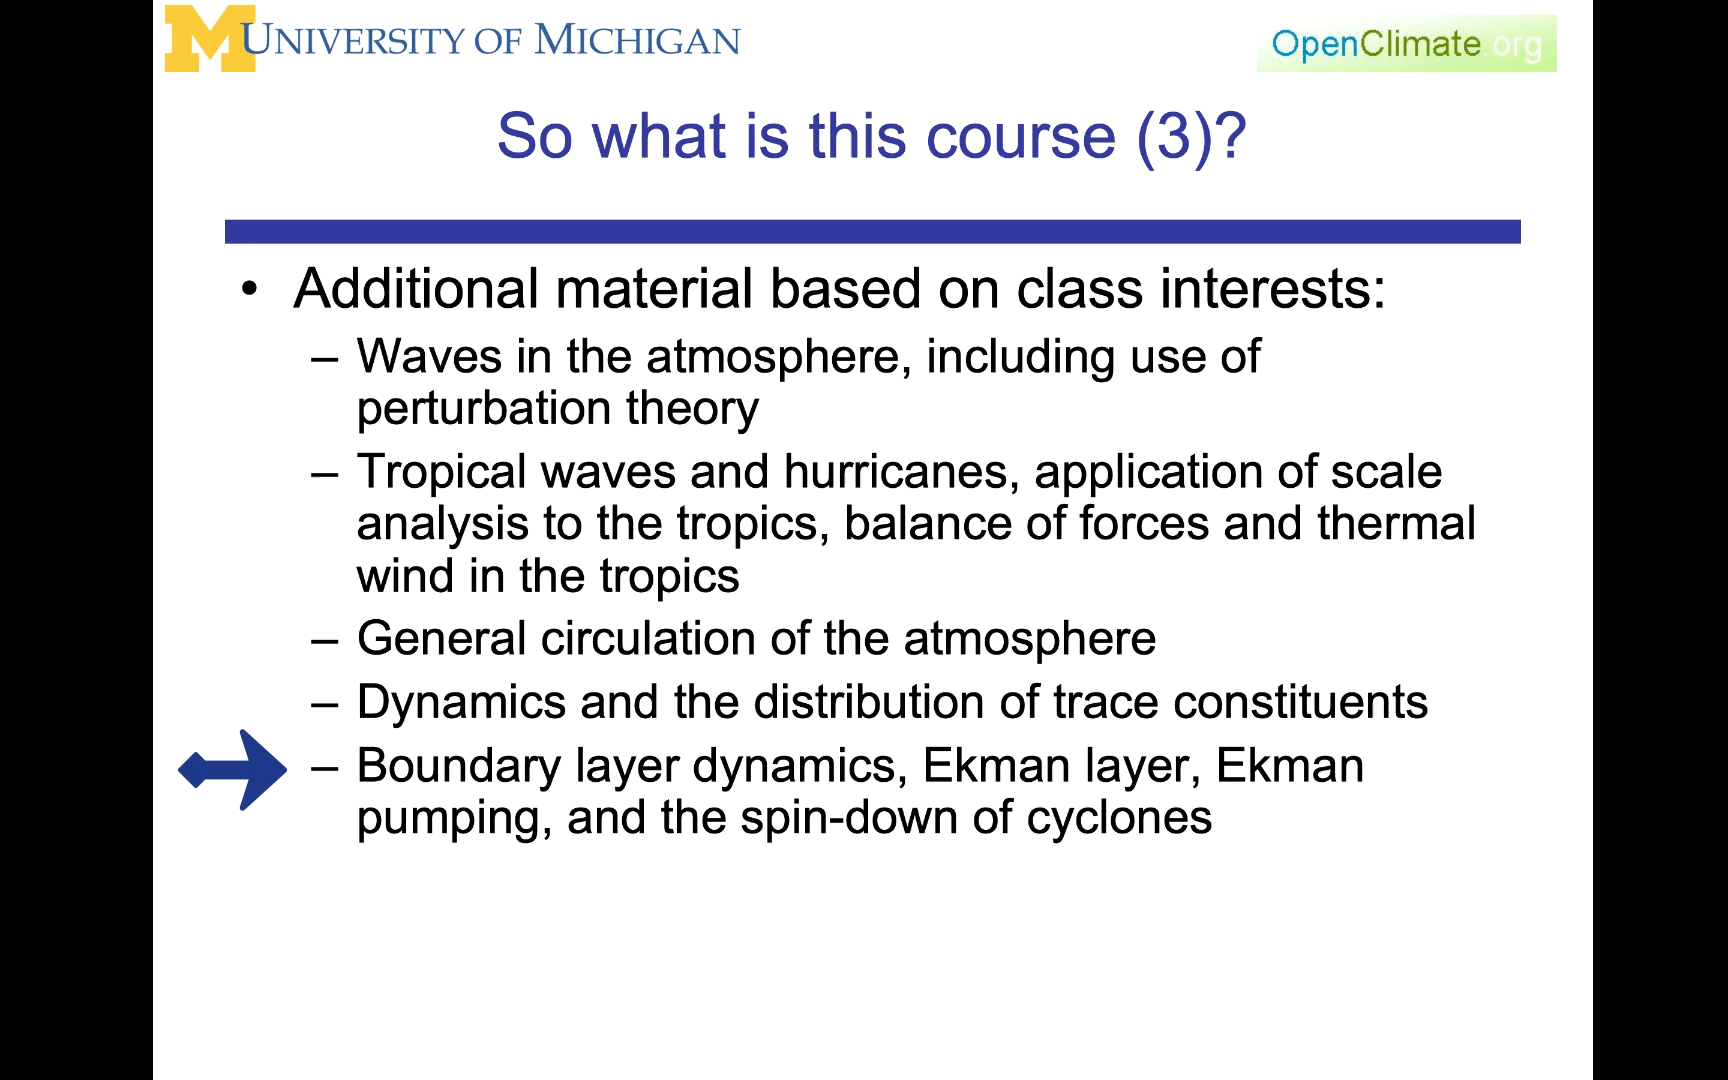 UNIVERSITY OF MICHIGAN
OpenClimate.org
So what is this course (3)?
• Additional material based on class interests:
– Waves in the atmosphere, including use of
perturbation theory
– Tropical waves and hurricanes, application of scale
analysis to the tropics, balance of forces and thermal
wind in the tropics
– General circulation of the atmosphere
– Dynamics and the distribution of trace constituents
– Boundary layer dynamics, Ekman layer, Ekman
pumping, and the spin-down of cyclones